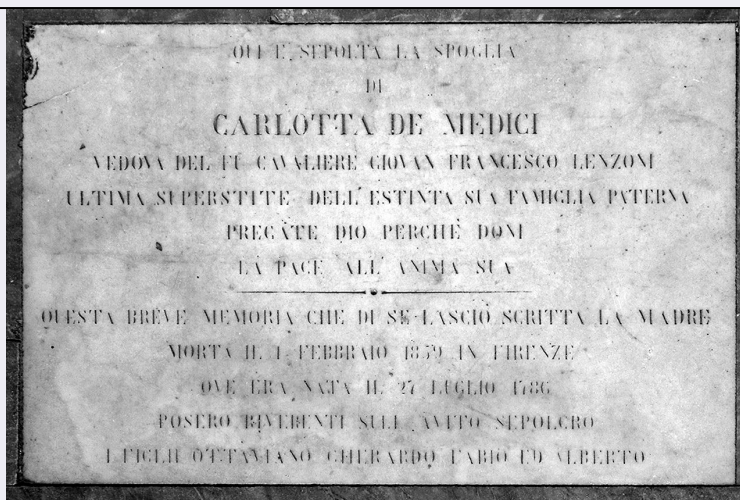 QUI E' SEPOLTA LA SPOGLIA
DI
CARLOTTA DE MEDICI
VEDOVA DEL FU CAVALIERE GIOVAN FRANCESCO LENZONI
ULTIMA SUPERSTITE DELL'ESTINTA SUA FAMIGLIA PATERNA
PREGATE DIO PERCHÈ DONI
LA PACE ALL' ANIMA SUA
QUESTA BREVE MEMORIA CHE DI SE LASCIÒ SCRITTA LA MADRE
MORTA IL 1 FEBBRAIO 1859 IN FIRENZE
OVE ERA NATA IL 27 LUGLIO 1786
POSERO RIVERENTI SULL' AVITO SEPOLCRO
I FIGLII OTTAVIANO GHERARDO FABIO ED ALBERTO